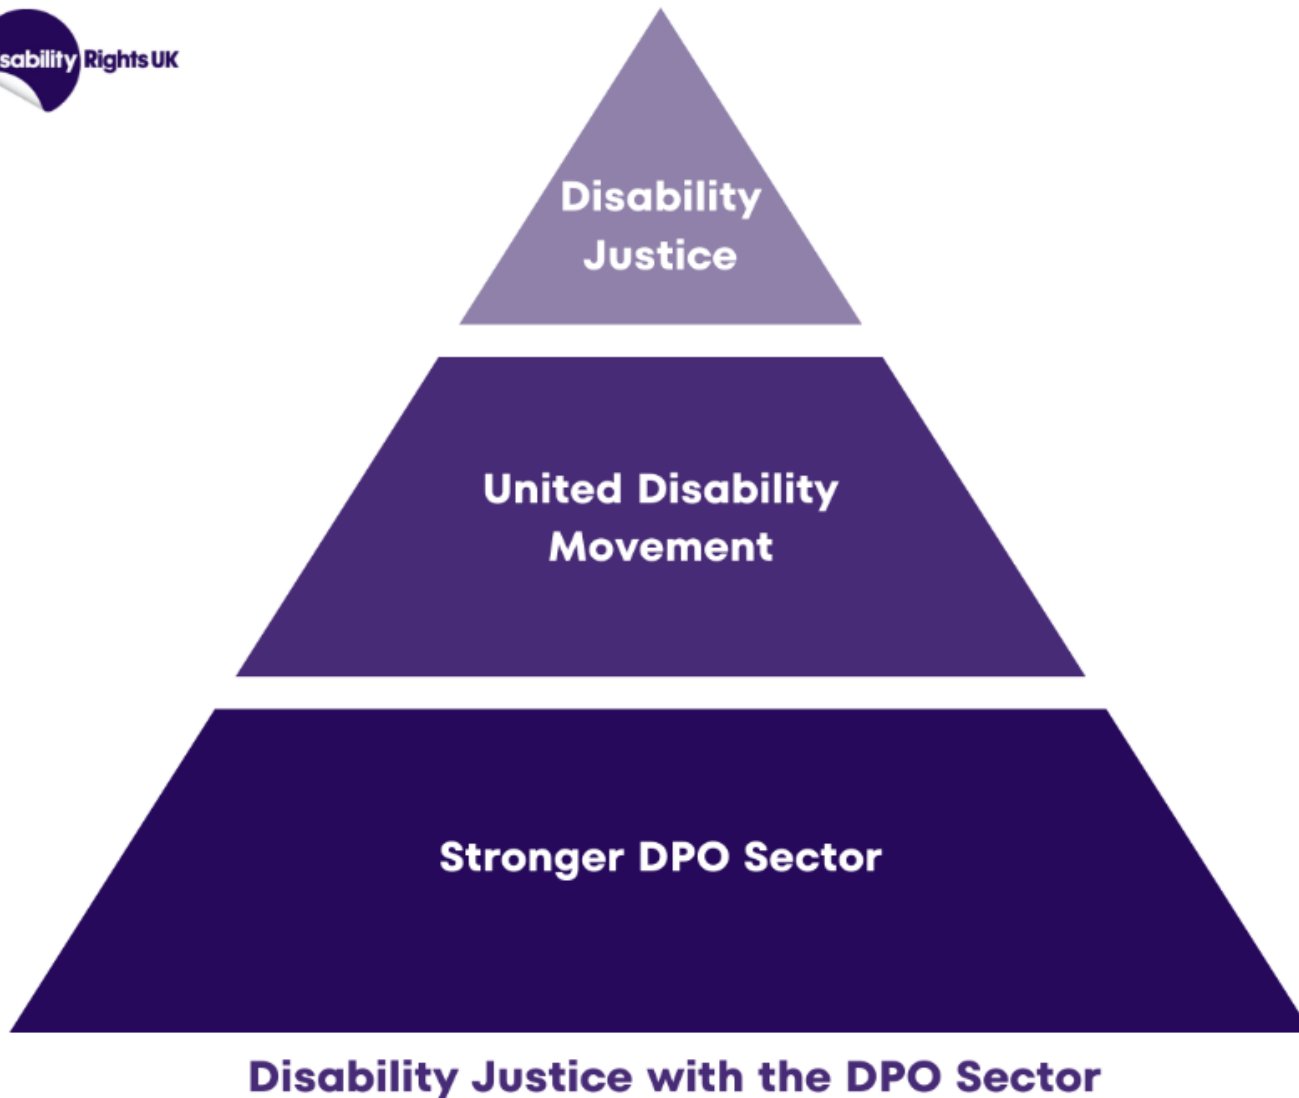 sability Rights UK
Disability
Justice
United Disability
Movement
Stronger DPO Sector
Disability Justice with the DPO Sector